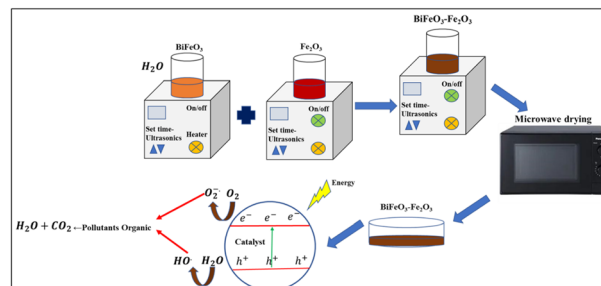 BiFeO₃
H₂O
On/off
Set time-
Ultrasonics
Heater
Fe₂O₃
On/off
Set time-
Ultrasonics
BiFeO₃-Fe₂O₃
On/off
Set time-
Ultrasonics
Microwave drying
BiFeO₃-Fe₂O₃
Energy
O₂⁻· O₂
e⁻ e⁻ e⁻
Catalyst
h⁺ h⁺ h⁺
HO· H₂O
H₂O + CO₂ ←Pollutants Organic